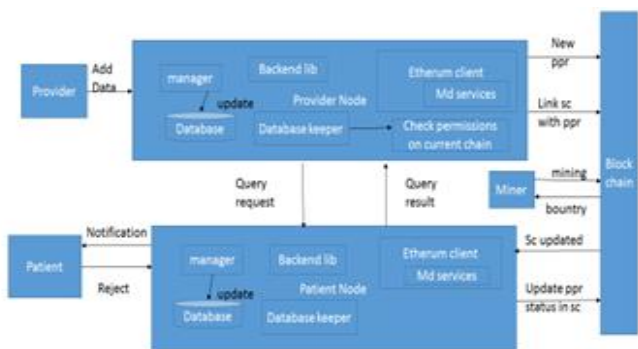 New
ppr
Add
Data
Provider
manager
Backend lib
Etherum client
Md services
update
Provider Node
Database
Database keeper
Check permissions
on current chain
Link sc
with ppr
Block
chain
Query
request
Query
result
Miner
mining
bountry
Notification
Patient
Reject
manager
Backend lib
Etherum client
Md services
update
Patient Node
Database
Database keeper
Sc updated
Update ppr
status in sc